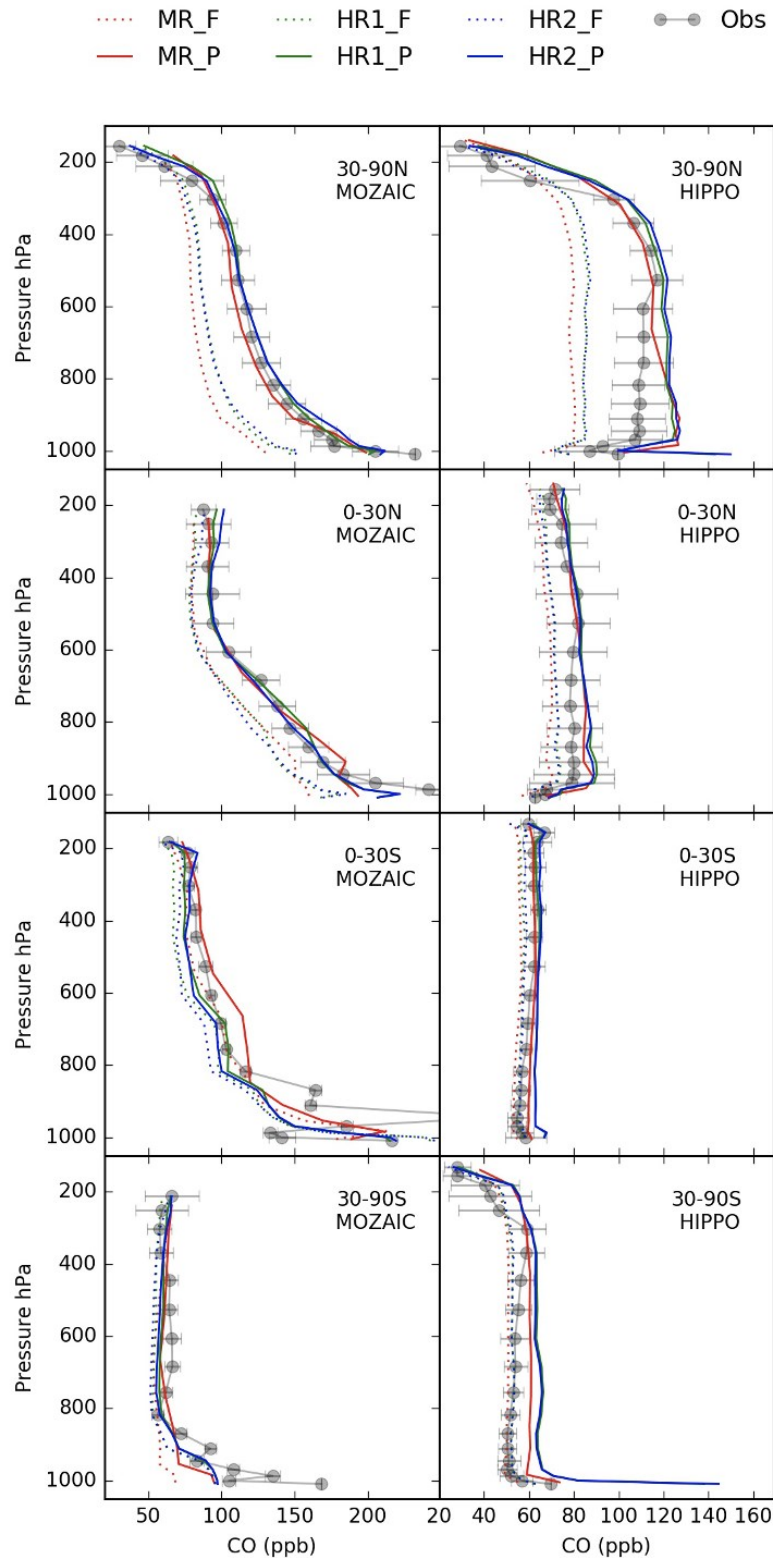 MR_F HR1_F HR2_F Obs
MR_P HR1_P HR2_P
30-90N
MOZAIC
30-90N
HIPPO
200
400
600
800
1000
Pressure hPa
0-30N
MOZAIC
0-30N
HIPPO
200
400
600
800
1000
Pressure hPa
0-30S
MOZAIC
0-30S
HIPPO
200
400
600
800
1000
Pressure hPa
30-90S
MOZAIC
30-90S
HIPPO
200
400
600
800
1000
Pressure hPa
50 100 150 200 20 40 60 80 100 120 140 160
CO (ppb) CO (ppb)